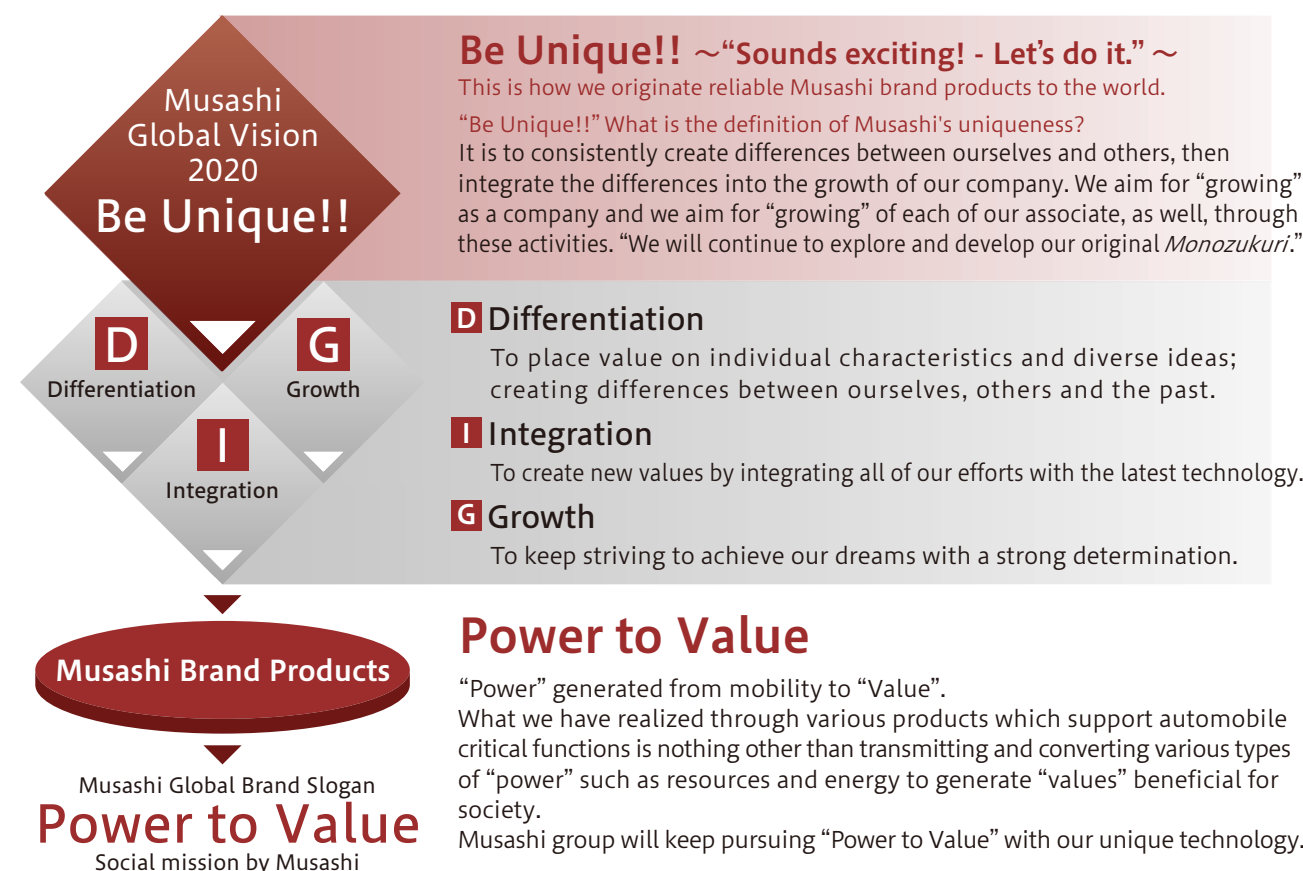 Musashi
Global Vision
2020
Be Unique!!
Be Unique!! ～“Sounds exciting! - Let's do it.” ～
This is how we originate reliable Musashi brand products to the world.
“Be Unique!!” What is the definition of Musashi's uniqueness?
It is to consistently create differences between ourselves and others, then
integrate the differences into the growth of our company. We aim for “growing”
as a company and we aim for “growing” of each of our associate, as well, through
these activities. “We will continue to explore and develop our original Monozukuri.”
D
Differentiation
G
Growth
I
Integration
D Differentiation
To place value on individual characteristics and diverse ideas;
creating differences between ourselves, others and the past.
I Integration
To create new values by integrating all of our efforts with the latest technology.
G Growth
To keep striving to achieve our dreams with a strong determination.
Musashi Brand Products
Musashi Global Brand Slogan
Power to Value
Social mission by Musashi
Power to Value
“Power” generated from mobility to “Value”.
What we have realized through various products which support automobile
critical functions is nothing other than transmitting and converting various types
of “power” such as resources and energy to generate “values” beneficial for
society.
Musashi group will keep pursuing “Power to Value” with our unique technology.